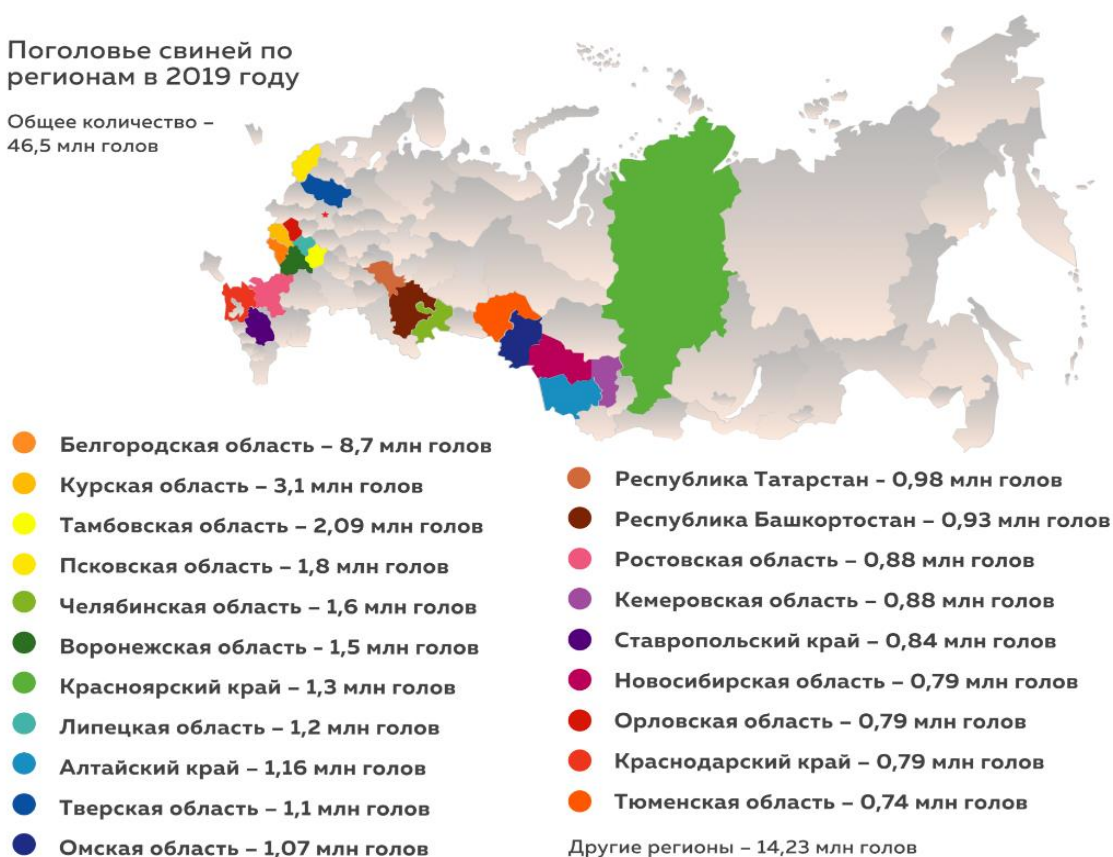 Поголовье свиней по
регионам в 2019 году
Общее количество –
46,5 млн голов
Белгородская область – 8,7 млн голов
Курская область – 3,1 млн голов
Тамбовская область – 2,09 млн голов
Псковская область – 1,8 млн голов
Челябинская область – 1,6 млн голов
Воронежская область - 1,5 млн голов
Красноярский край – 1,3 млн голов
Липецкая область – 1,2 млн голов
Алтайский край – 1,16 млн голов
Тверская область – 1,1 млн голов
Омская область – 1,07 млн голов
Республика Татарстан - 0,98 млн голов
Республика Башкортостан – 0,93 млн голов
Ростовская область – 0,88 млн голов
Кемеровская область – 0,88 млн голов
Ставропольский край – 0,84 млн голов
Новосибирская область – 0,79 млн голов
Орловская область – 0,79 млн голов
Краснодарский край – 0,79 млн голов
Тюменская область – 0,74 млн голов
Другие регионы – 14,23 млн голов